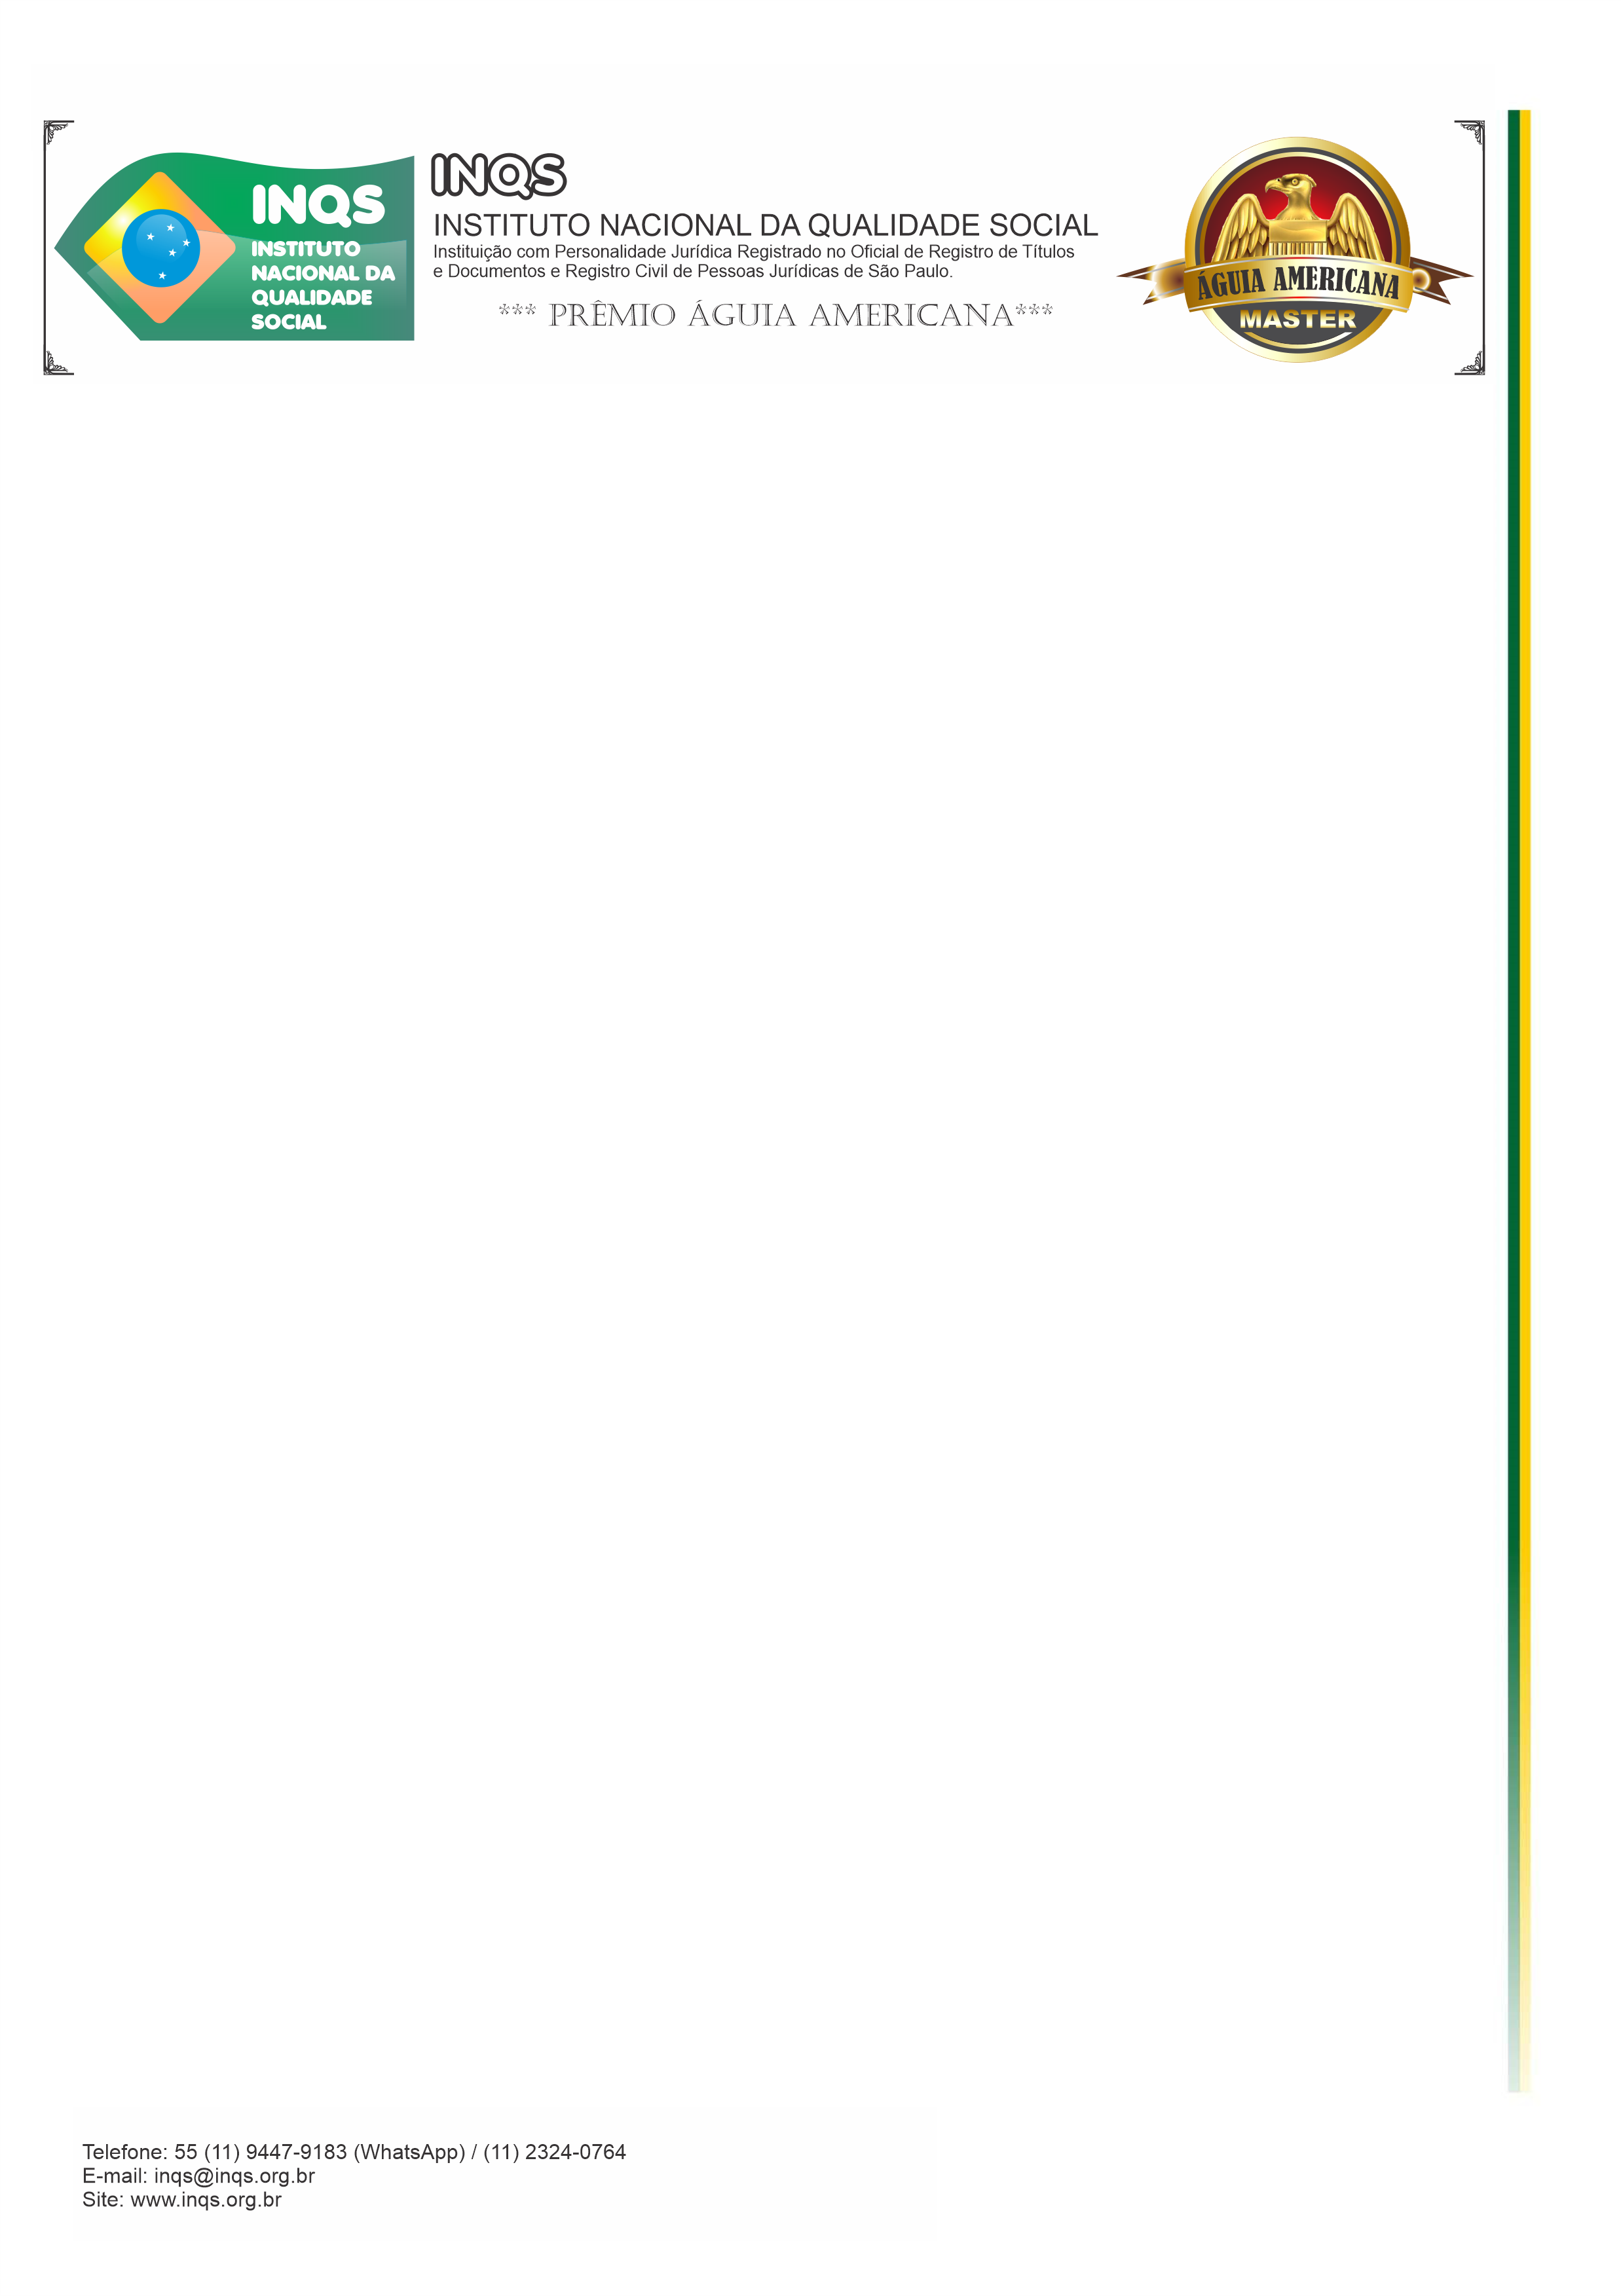 INQS
INSTITUTO
NACIONAL DA
QUALIDADE
SOCIAL
INQS
INSTITUTO NACIONAL DA QUALIDADE SOCIAL
Instituição com Personalidade Jurídica Registrado no Oficial de Registro de Títulos
e Documentos e Registro Civil de Pessoas Jurídicas de São Paulo.
*** PRÊMIO ÁGUIA AMERICANA***
ÁGUIA AMERICANA
MASTER
Telefone: 55 (11) 9447-9183 (WhatsApp) / (11) 2324-0764
E-mail: inqs@inqs.org.br
Site: www.inqs.org.br